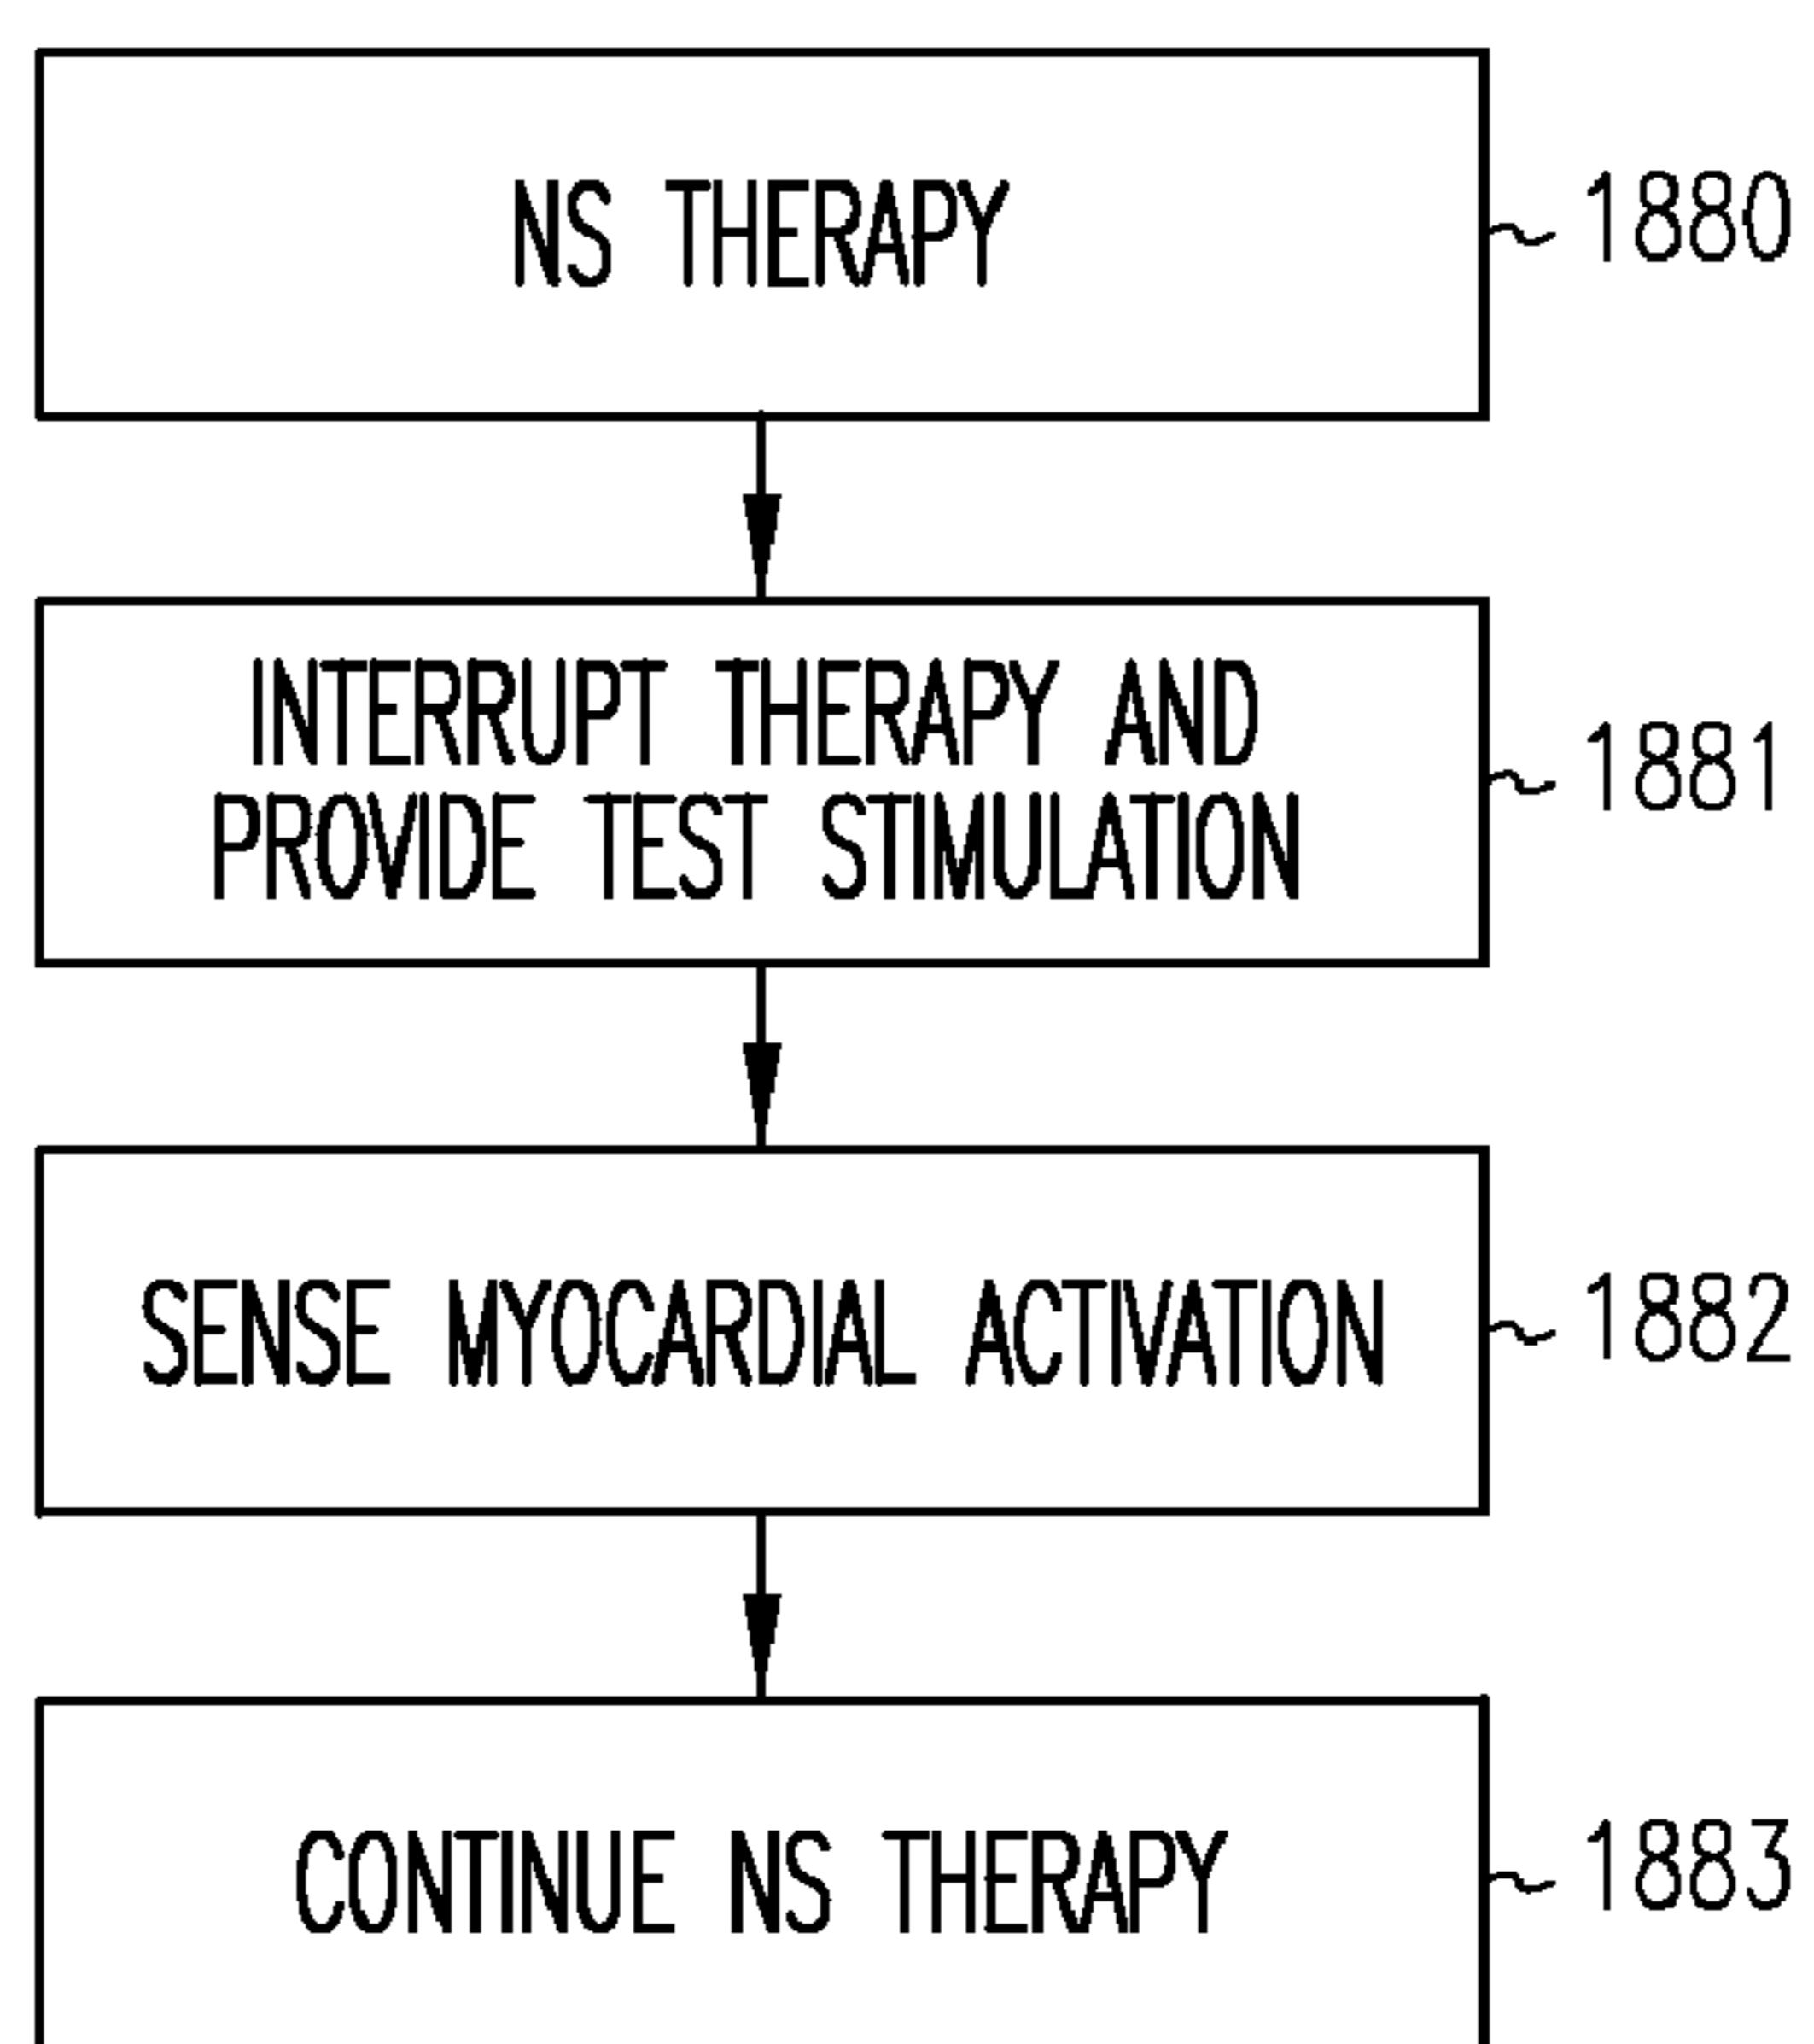 NS THERAPY
1880
INTERRUPT THERAPY AND
PROVIDE TEST STIMULATION
1881
SENSE MYOCARDIAL ACTIVATION
1882
CONTINUE NS THERAPY
1883